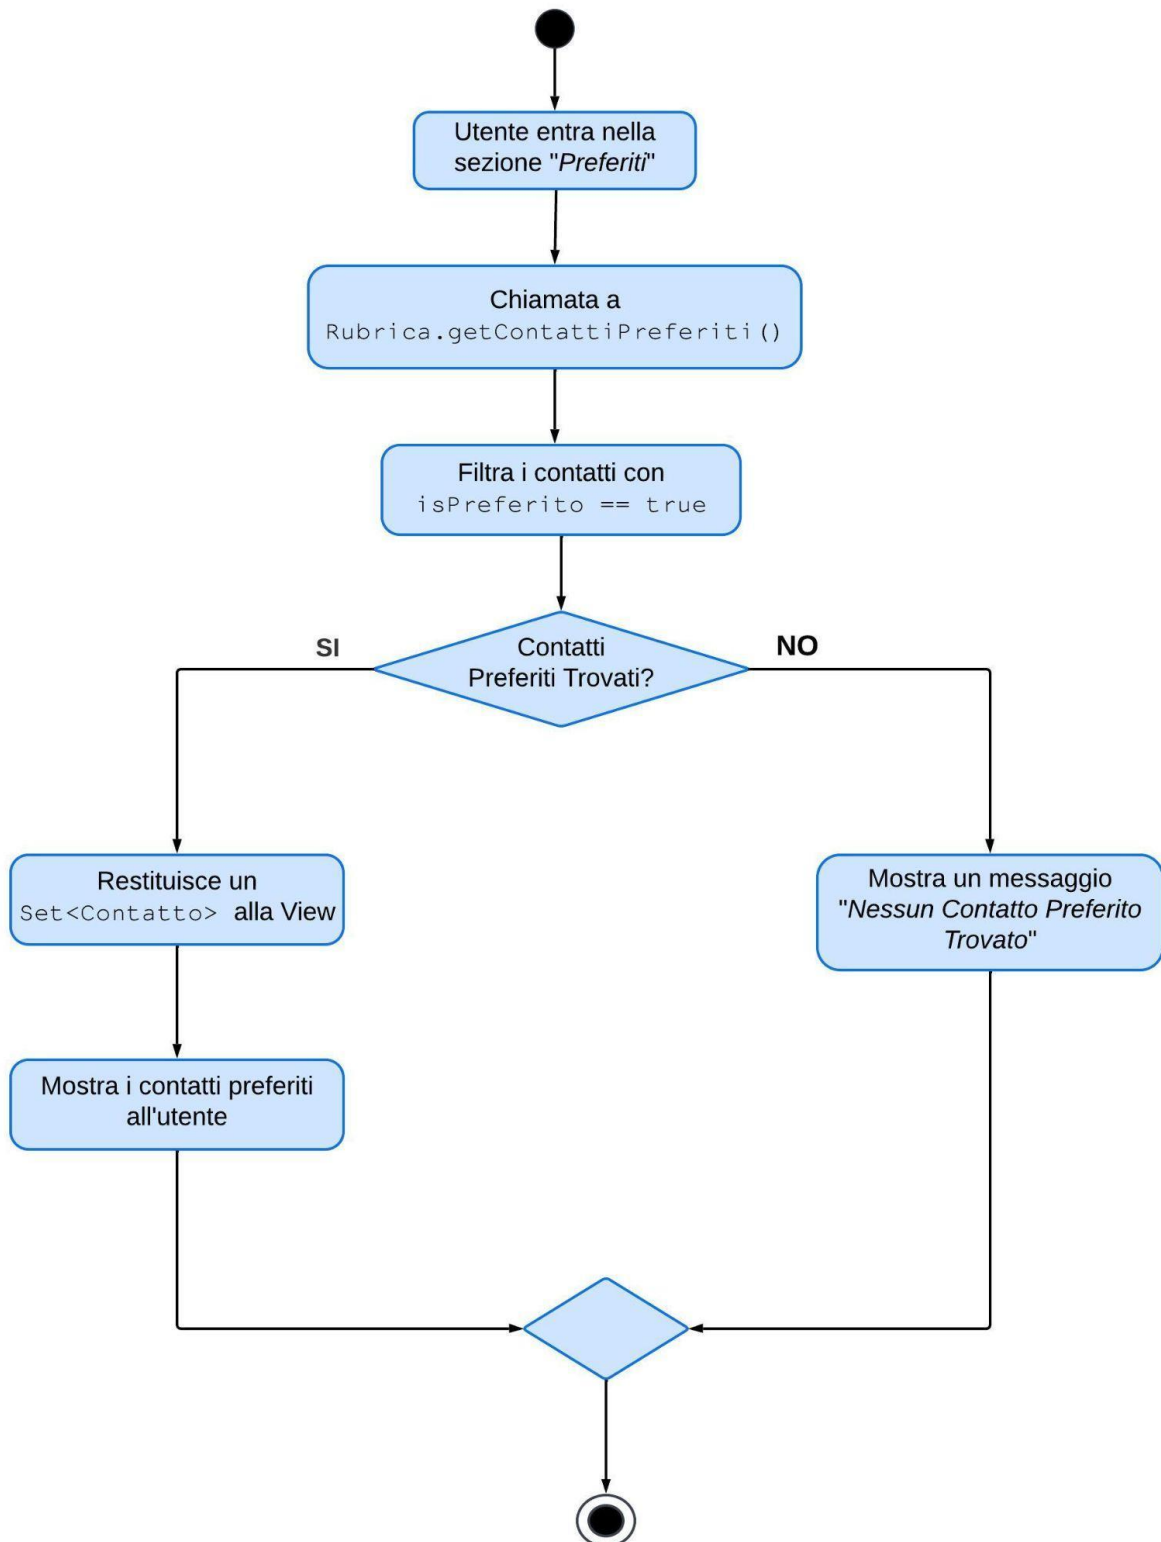 Utente entra nella
sezione "Preferiti"
Chiamata a
Rubrica.getContattiPreferiti()
Filtra i contatti con
isPreferito == true
Contatti
Preferiti Trovati?
SI
NO
Restituisce un
Set<Contatto> alla View
Mostra un messaggio
"Nessun Contatto Preferito
Trovato"
Mostra i contatti preferiti
all'utente